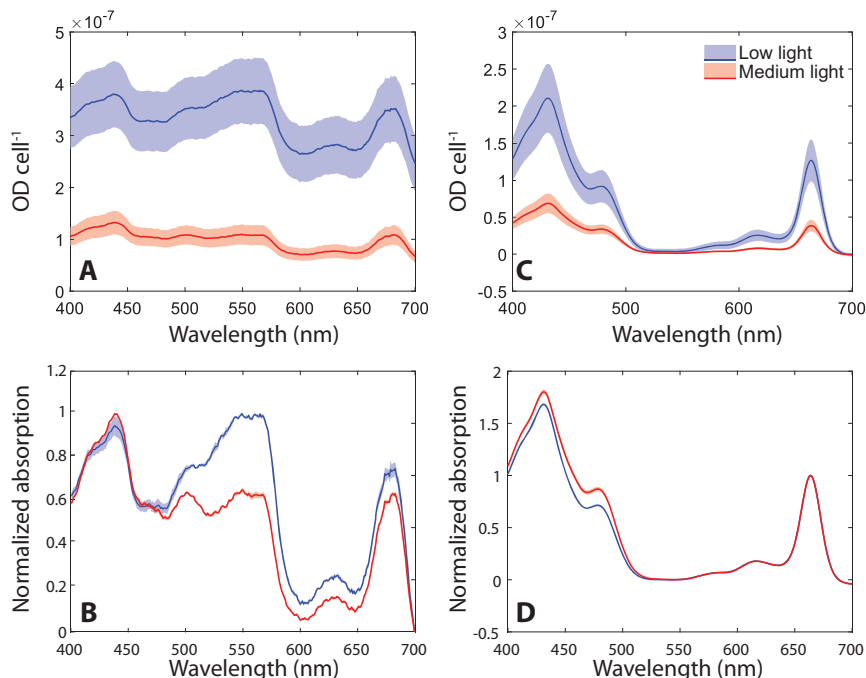 ×10⁻⁷
5
4
3
2
1
0
OD cell⁻¹
A
400 450 500 550 600 650 700
Wavelength (nm)
×10⁻⁷
3
2.5
2
1.5
1
0.5
0
-0.5
OD cell⁻¹
Low light
Medium light
C
400 500 600 700
Wavelength (nm)
1.2
1
0.8
0.6
0.4
0.2
0
Normalized absorption
B
400 450 500 550 600 650 700
Wavelength (nm)
2
1.5
1
0.5
0
-0.5
Normalized absorption
D
400 450 500 550 600 650 700
Wavelength (nm)